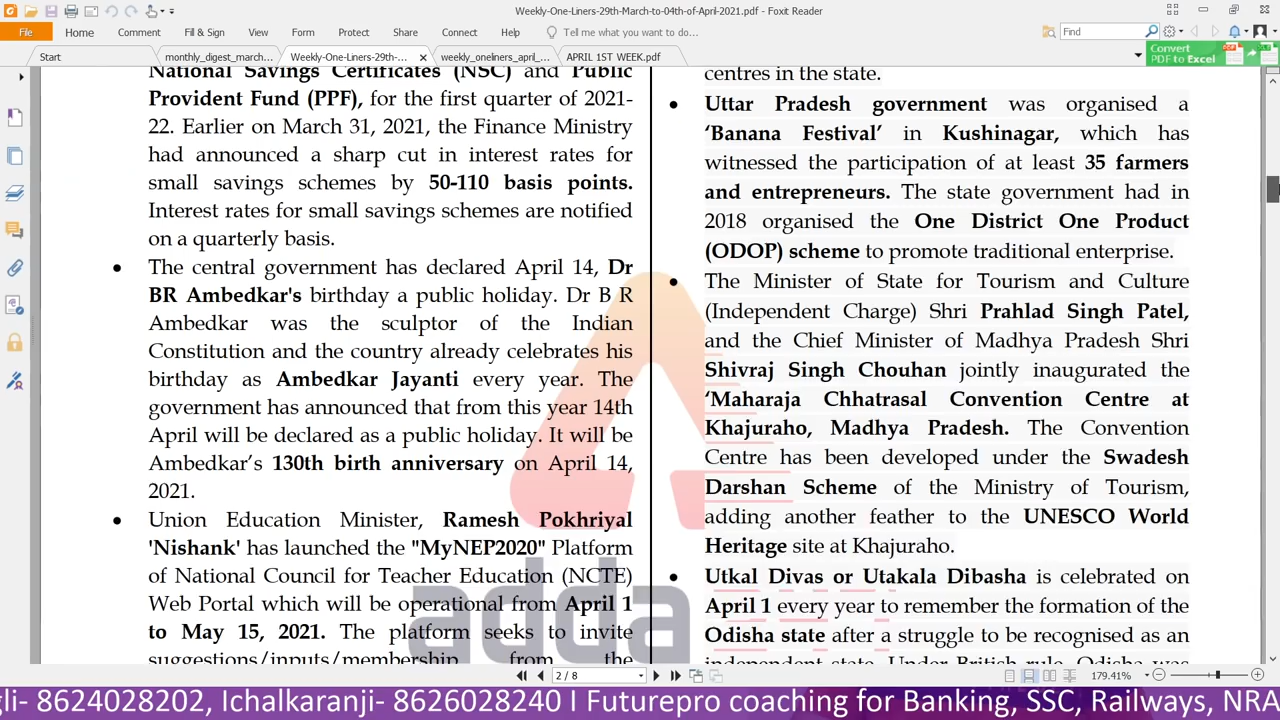 Weekly-One-Liners-29th-March-to-04th-of-April-2021.pdf - Foxit Reader
File Home Comment Fill & Sign View Form Protect Share Connect Help Tell me what you want to do... Find
Start monthly_digest_march... Weekly-One-Liners-29th-... weekly_oneliners_april_... APRIL 1ST WEEK.pdf
Convert
PDF to Excel
National Savings Certificates (NSC) and Public
Provident Fund (PPF), for the first quarter of 2021-
22. Earlier on March 31, 2021, the Finance Ministry
had announced a sharp cut in interest rates for
small savings schemes by 50-110 basis points.
Interest rates for small savings schemes are notified
on a quarterly basis.
• The central government has declared April 14, Dr
BR Ambedkar's birthday a public holiday. Dr B R
Ambedkar was the sculptor of the Indian
Constitution and the country already celebrates his
birthday as Ambedkar Jayanti every year. The
government has announced that from this year 14th
April will be declared as a public holiday. It will be
Ambedkar's 130th birth anniversary on April 14,
2021.
• Union Education Minister, Ramesh Pokhriyal
'Nishank' has launched the "MyNEP2020" Platform
of National Council for Teacher Education (NCTE)
Web Portal which will be operational from April 1
to May 15, 2021. The platform seeks to invite
suggestions/inputs/membership from the
centres in the state.
• Uttar Pradesh government was organised a
‘Banana Festival’ in Kushinagar, which has
witnessed the participation of at least 35 farmers
and entrepreneurs. The state government had in
2018 organised the One District One Product
(ODOP) scheme to promote traditional enterprise.
• The Minister of State for Tourism and Culture
(Independent Charge) Shri Prahlad Singh Patel,
and the Chief Minister of Madhya Pradesh Shri
Shivraj Singh Chouhan jointly inaugurated the
‘Maharaja Chhatrasal Convention Centre at
Khajuraho, Madhya Pradesh. The Convention
Centre has been developed under the Swadesh
Darshan Scheme of the Ministry of Tourism,
adding another feather to the UNESCO World
Heritage site at Khajuraho.
• Utkal Divas or Utakala Dibasha is celebrated on
April 1 every year to remember the formation of the
Odisha state after a struggle to be recognised as an
independent state. Under British rule, Odisha was
adda
2 / 8
179.41%
gli- 8624028202, Ichalkaranji- 8626028240 I Futurepro coaching for Banking, SSC, Railways, NRA